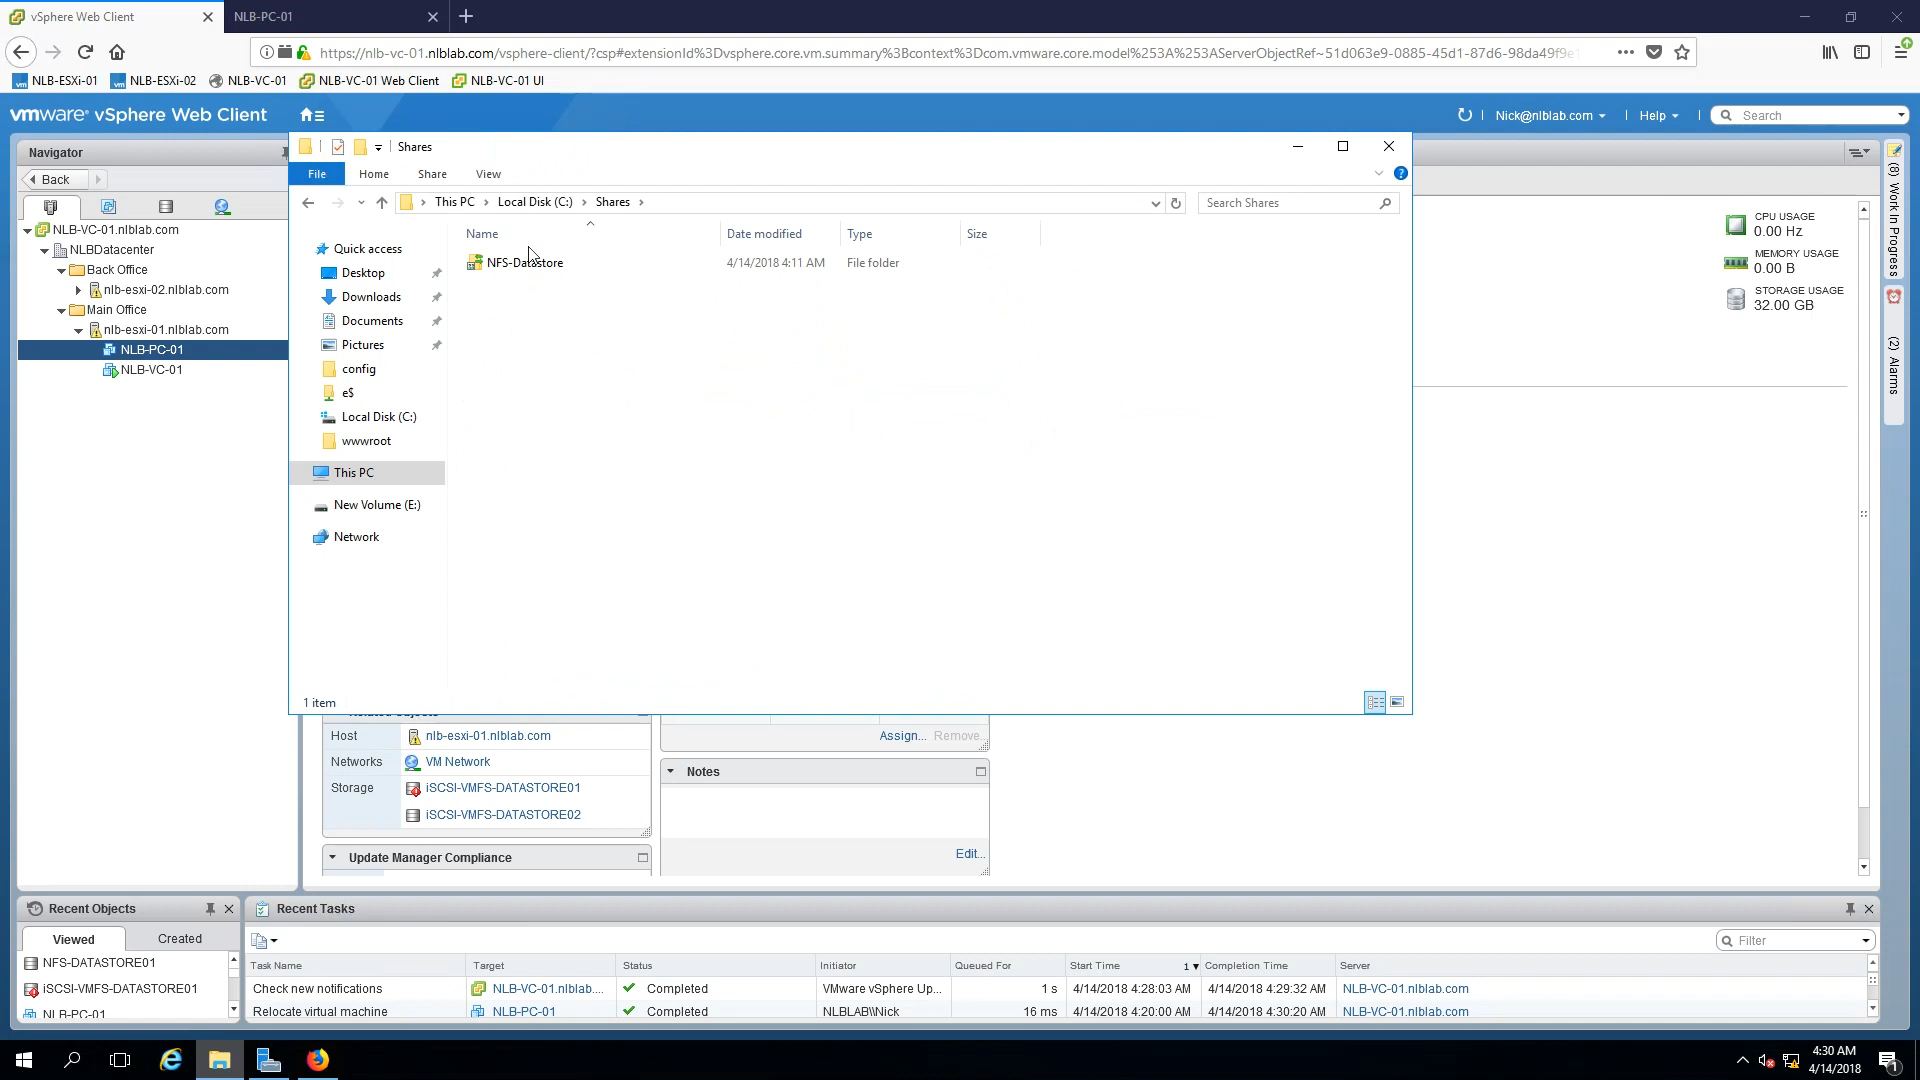 vSphere Web Client
NLB-PC-01
https://nlb-vc-01.nlblab.com/vsphere-client/?csp#extensionId%3Dvsphere.core.vm.summary%3Bcontext%3Dcom.vmware.core.model%253A%253AServerObjectRef~51d063e9-0885-45d1-87d6-98da49f9e1
NLB-ESXi-01
NLB-ESXi-02
NLB-VC-01
NLB-VC-01 Web Client
NLB-VC-01 UI
vmware® vSphere Web Client
Nick@nlblab.com
Help
Search
Navigator
Back
NLB-VC-01.nlblab.com
NLBDatacenter
Back Office
nlb-esxi-02.nlblab.com
Main Office
nlb-esxi-01.nlblab.com
NLB-PC-01
NLB-VC-01
Shares
File
Home
Share
View
This PC
Local Disk (C:)
Shares
Search Shares
Quick access
Desktop
Downloads
Documents
Pictures
config
e$
Local Disk (C:)
wwwroot
This PC
New Volume (E:)
Network
Name
Date modified
Type
Size
NFS-Datastore
4/14/2018 4:11 AM
File folder
1 item
CPU USAGE
0.00 Hz
MEMORY USAGE
0.00 B
STORAGE USAGE
32.00 GB
(8) Work In Progress
(2) Alarms
Host
nlb-esxi-01.nlblab.com
Networks
VM Network
Storage
iSCSI-VMFS-DATASTORE01
iSCSI-VMFS-DATASTORE02
Update Manager Compliance
Assign...
Remove...
Notes
Edit...
Recent Objects
Viewed
Created
NFS-DATASTORE01
iSCSI-VMFS-DATASTORE01
NLB-PC-01
Recent Tasks
Filter
Task Name
Target
Status
Initiator
Queued For
Start Time
1
Completion Time
Server
Check new notifications
NLB-VC-01.nlblab....
Completed
VMware vSphere Up...
1 s
4/14/2018 4:28:03 AM
4/14/2018 4:29:32 AM
NLB-VC-01.nlblab.com
Relocate virtual machine
NLB-PC-01
Completed
NLBLAB\\Nick
16 ms
4/14/2018 4:20:00 AM
4/14/2018 4:30:20 AM
NLB-VC-01.nlblab.com
4:30 AM
4/14/2018
1